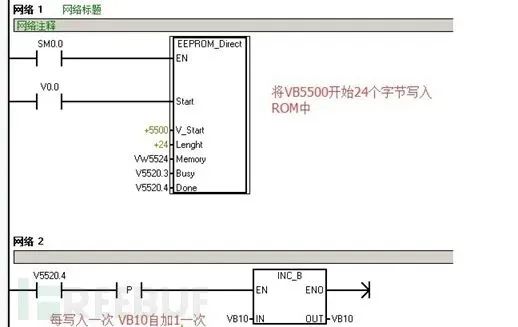 网络 1 网络标题
网络注释
SM0.0
EEPROM_Direct
EN
V0.0
Start
将VB5500开始24个字节写入
ROM中
+5500 V_Start
+24 Lenght
VW5524 Memory
V5520.3 Busy
V5520.4 Done
网络 2
V5520.4
INC_B
P
EN ENO
每写入一次 VB10自加1,一次
VB10 IN OUT VB10
REEBUF